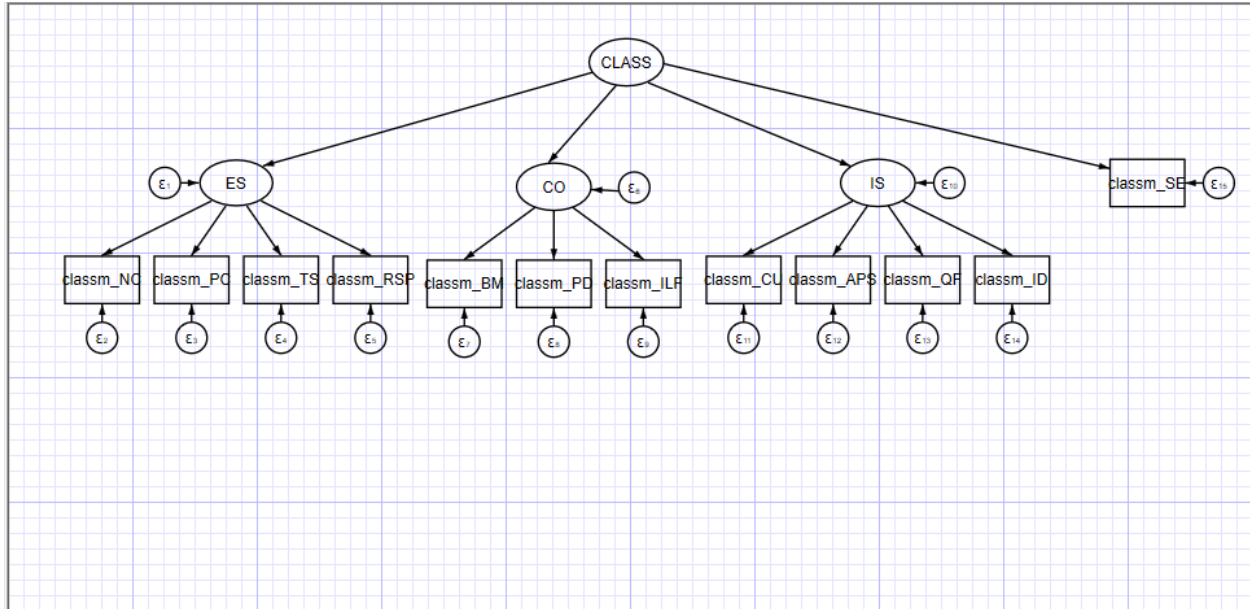 CLASS
ε1 ES CO ε6 IS ε10 classm_SE ε15
classm_NC classm_PC classm_TS classm_RSP classm_BM classm_PD classm_ILF classm_CU classm_APS classm_QF classm_ID
ε2 ε3 ε4 ε5 ε7 ε8 ε9 ε11 ε12 ε13 ε14